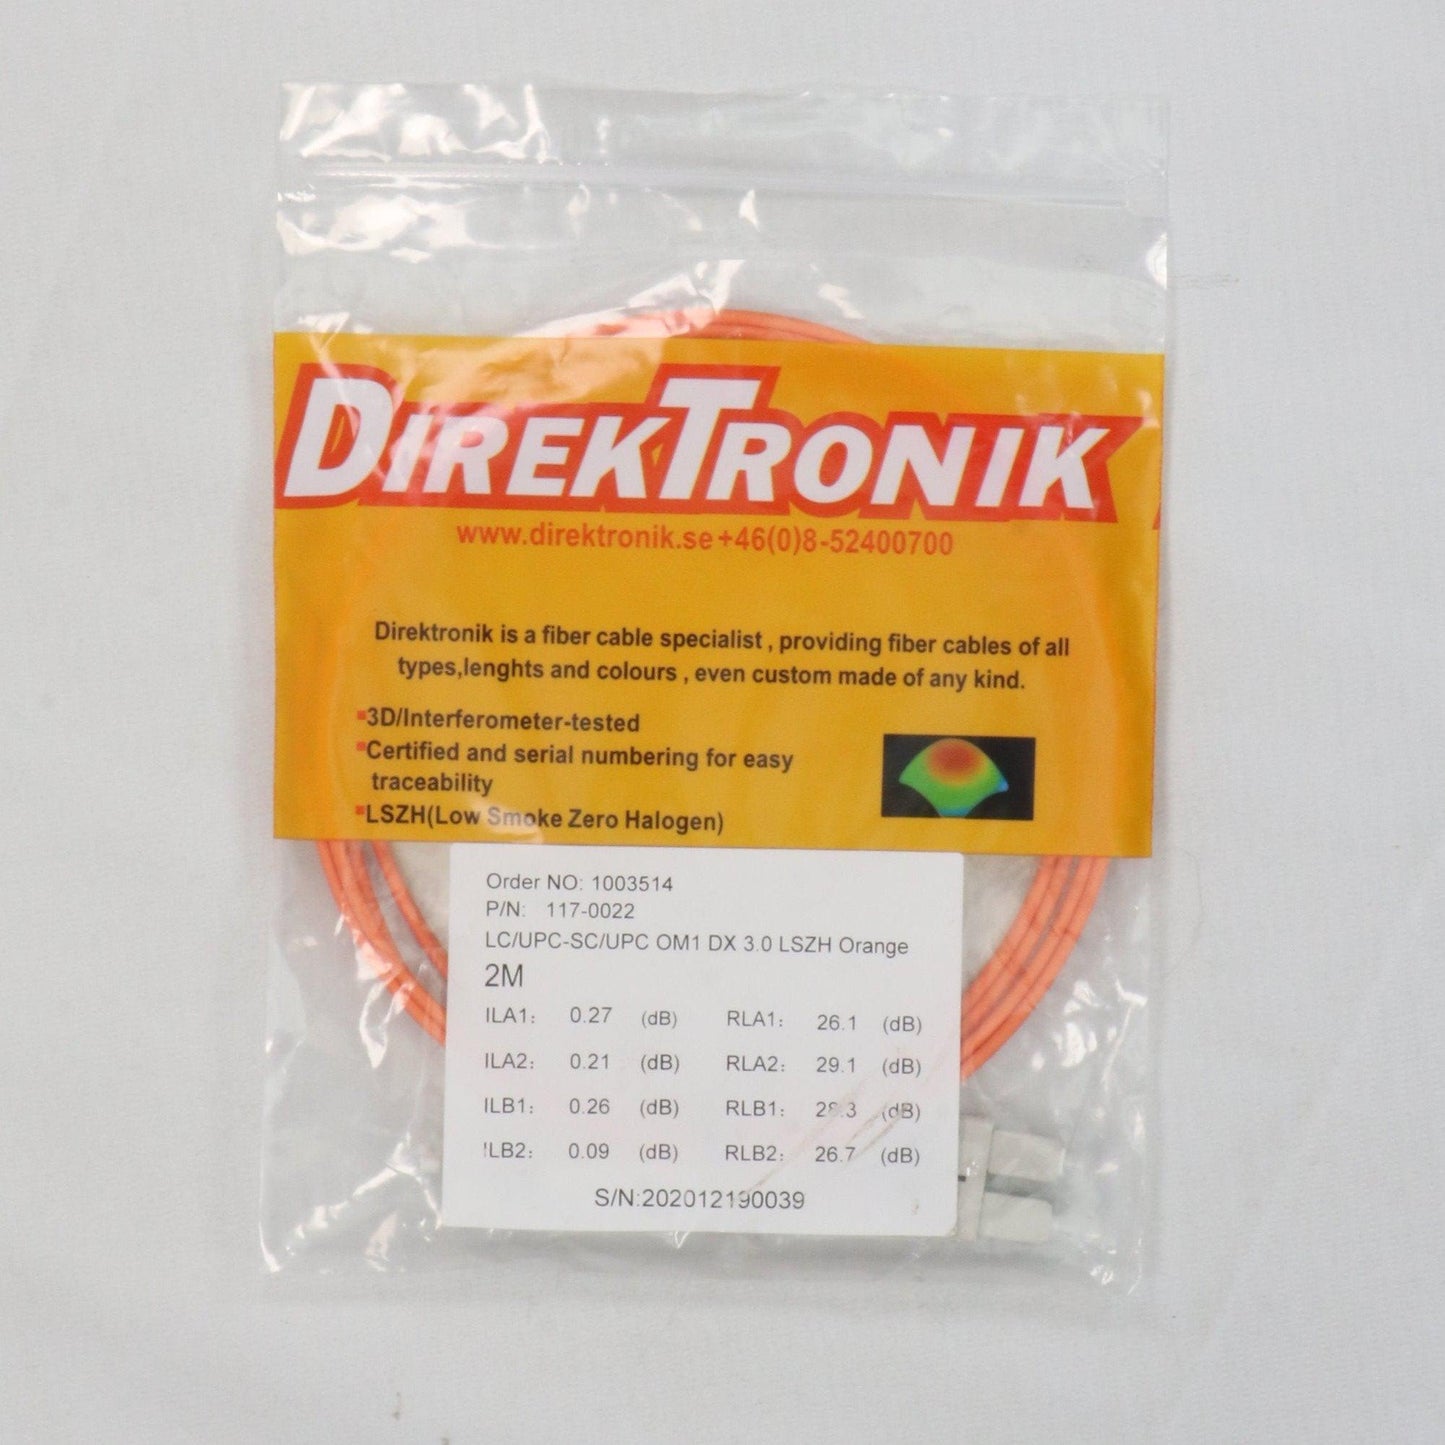 DIREKTRONIK
www.direktronik.se +46(0)8-52400700
Direktronik is a fiber cable specialist , providing fiber cables of all
types,lenghts and colours , even custom made of any kind.
▪3D/Interferometer-tested
▪Certified and serial numbering for easy
traceability
▪LSZH(Low Smoke Zero Halogen)
Order NO: 1003514
P/N: 117-0022
LC/UPC-SC/UPC OM1 DX 3.0 LSZH Orange
2M
ILA1: 0.27 (dB) RLA1: 26.1 (dB)
ILA2: 0.21 (dB) RLA2: 29.1 (dB)
ILB1: 0.26 (dB) RLB1: 28.3 (dB)
ILB2: 0.09 (dB) RLB2: 26.7 (dB)
S/N:202012190039